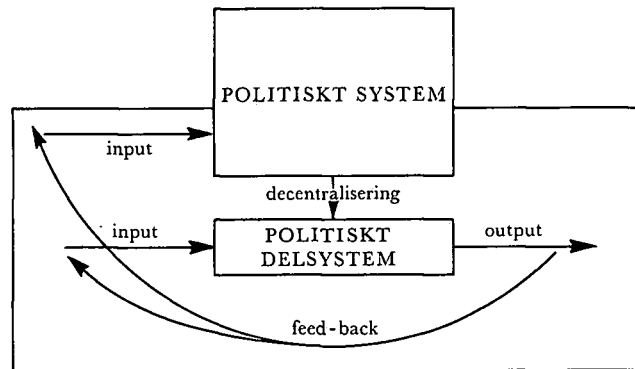 POLITISKT SYSTEM
input
decentralisering
input
POLITISKT
DELSYSTEM
output
feed-back